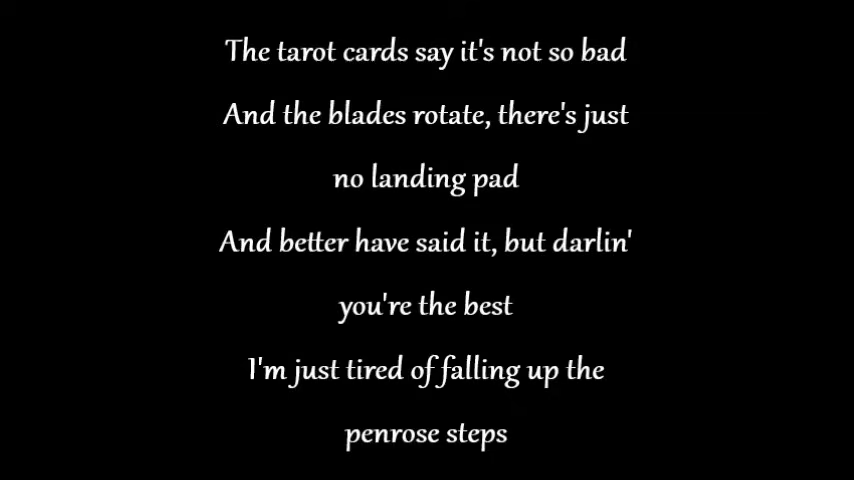 The tarot cards say it's not so bad
And the blades rotate, there's just
no landing pad
And better have said it, but darlin'
you're the best
I'm just tired of falling up the
penrose steps